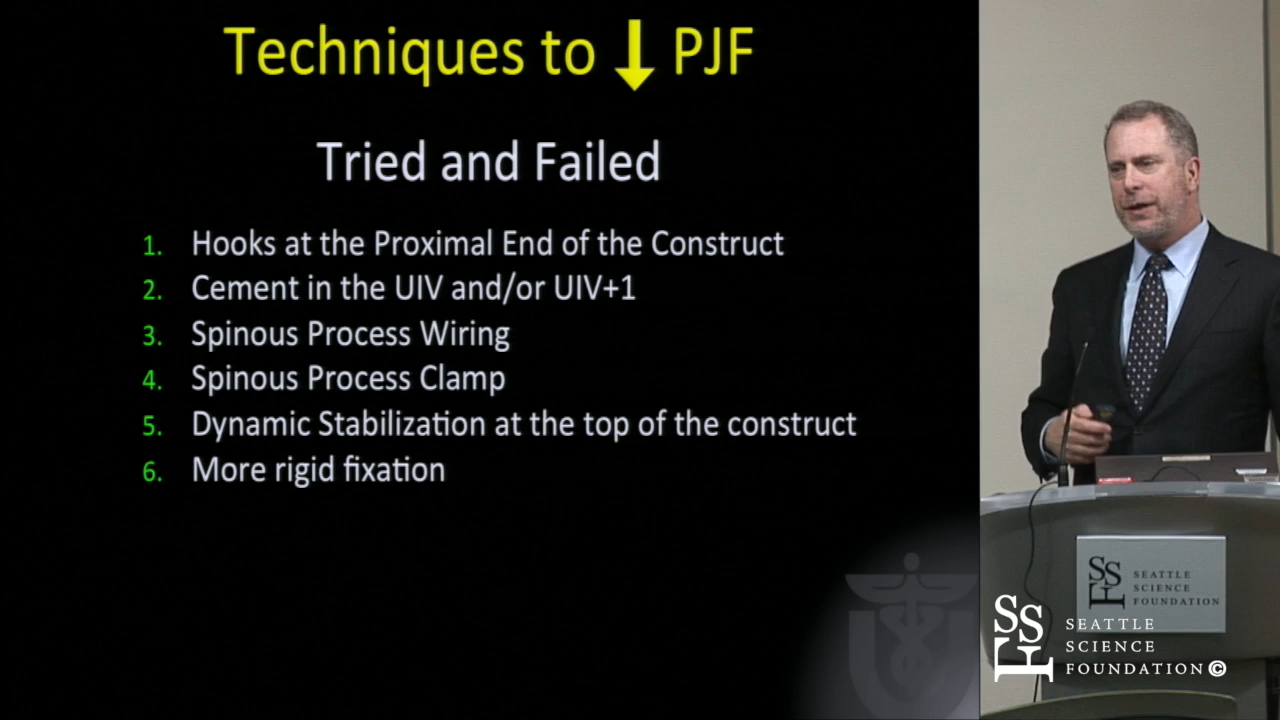 Techniques to ↓ PJF
Tried and Failed
1. Hooks at the Proximal End of the Construct
2. Cement in the UIV and/or UIV+1
3. Spinous Process Wiring
4. Spinous Process Clamp
5. Dynamic Stabilization at the top of the construct
6. More rigid fixation
SSF
SEATTLE
SCIENCE
FOUNDATION
SSF
SEATTLE
SCIENCE
FOUNDATION©